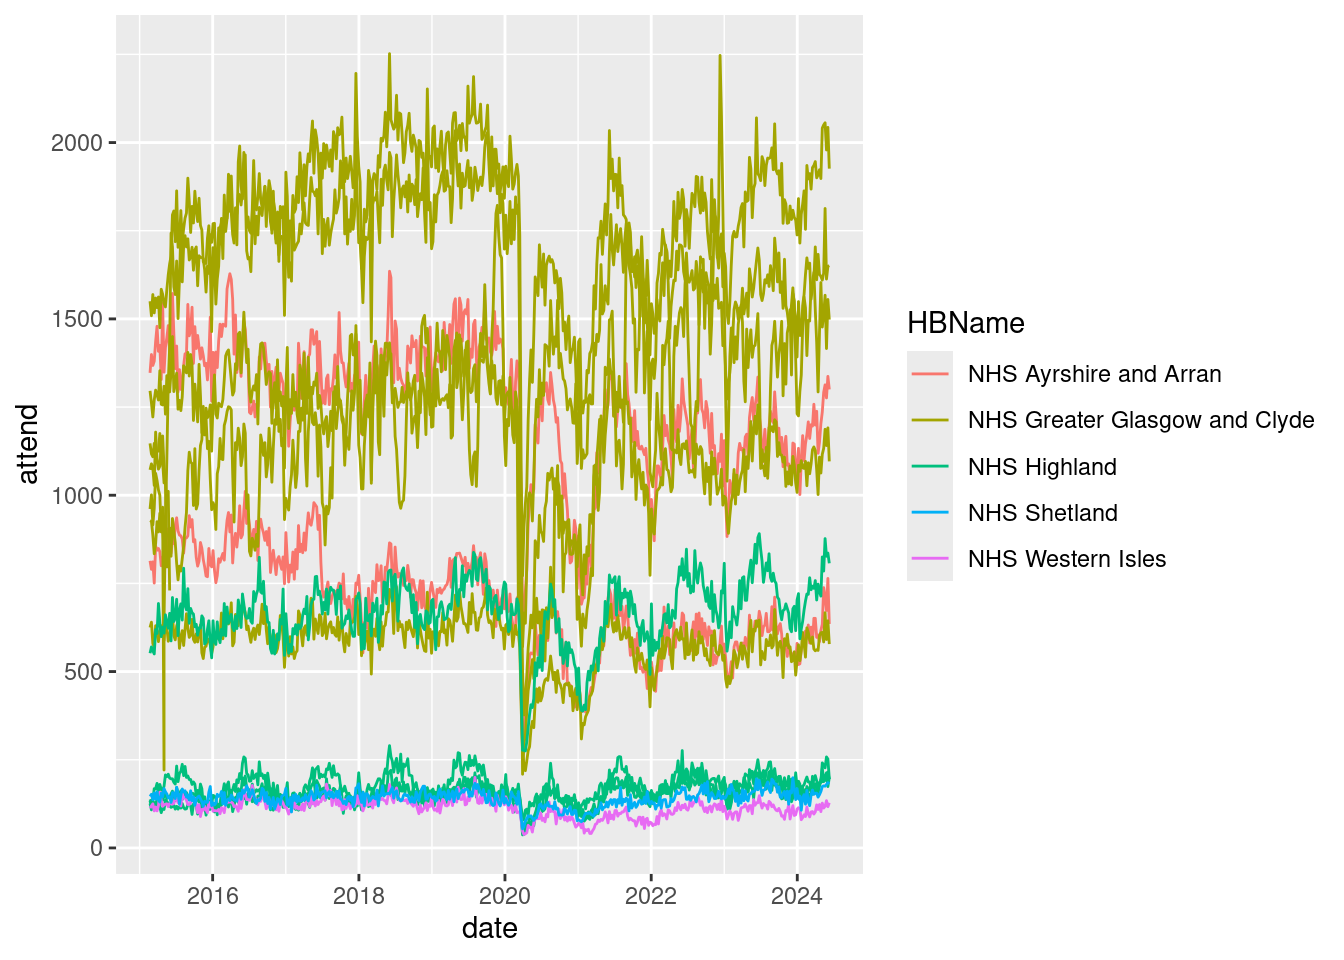 2000
1500
1000
500
0
attend
2016
2018
2020
2022
2024
date
HBName
NHS Ayrshire and Arran
NHS Greater Glasgow and Clyde
NHS Highland
NHS Shetland
NHS Western Isles